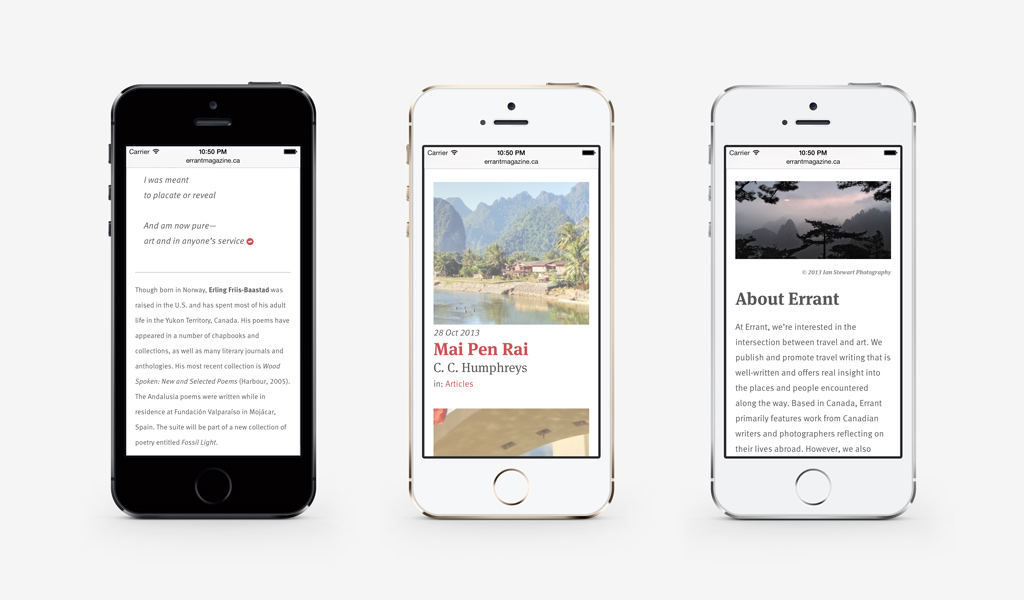 Carrier 10:50 PM
errantmagazine.ca
I was meant
to placate or reveal
And am now pure—
art and in anyone's service
Though born in Norway, Erling Friis-Baastad was
raised in the U.S. and has spent most of his adult
life in the Yukon Territory, Canada. His poems have
appeared in a number of chapbooks and
collections, as well as many literary journals and
anthologies. His most recent collection is Wood
Spoken: New and Selected Poems (Harbour, 2005).
The Andalusia poems were written while in
residence at Fundación Valparaíso in Mojácar,
Spain. The suite will be part of a new collection of
poetry entitled Fossil Light.
Carrier 10:50 PM
errantmagazine.ca
28 Oct 2013
Mai Pen Rai
C. C. Humphreys
in: Articles
Carrier 10:50 PM
errantmagazine.ca
© 2013 Ian Stewart Photography
About Errant
At Errant, we're interested in the
intersection between travel and art. We
publish and promote travel writing that is
well-written and offers real insight into
the places and people encountered
along the way. Based in Canada, Errant
primarily features work from Canadian
writers and photographers reflecting on
their lives abroad. However, we also